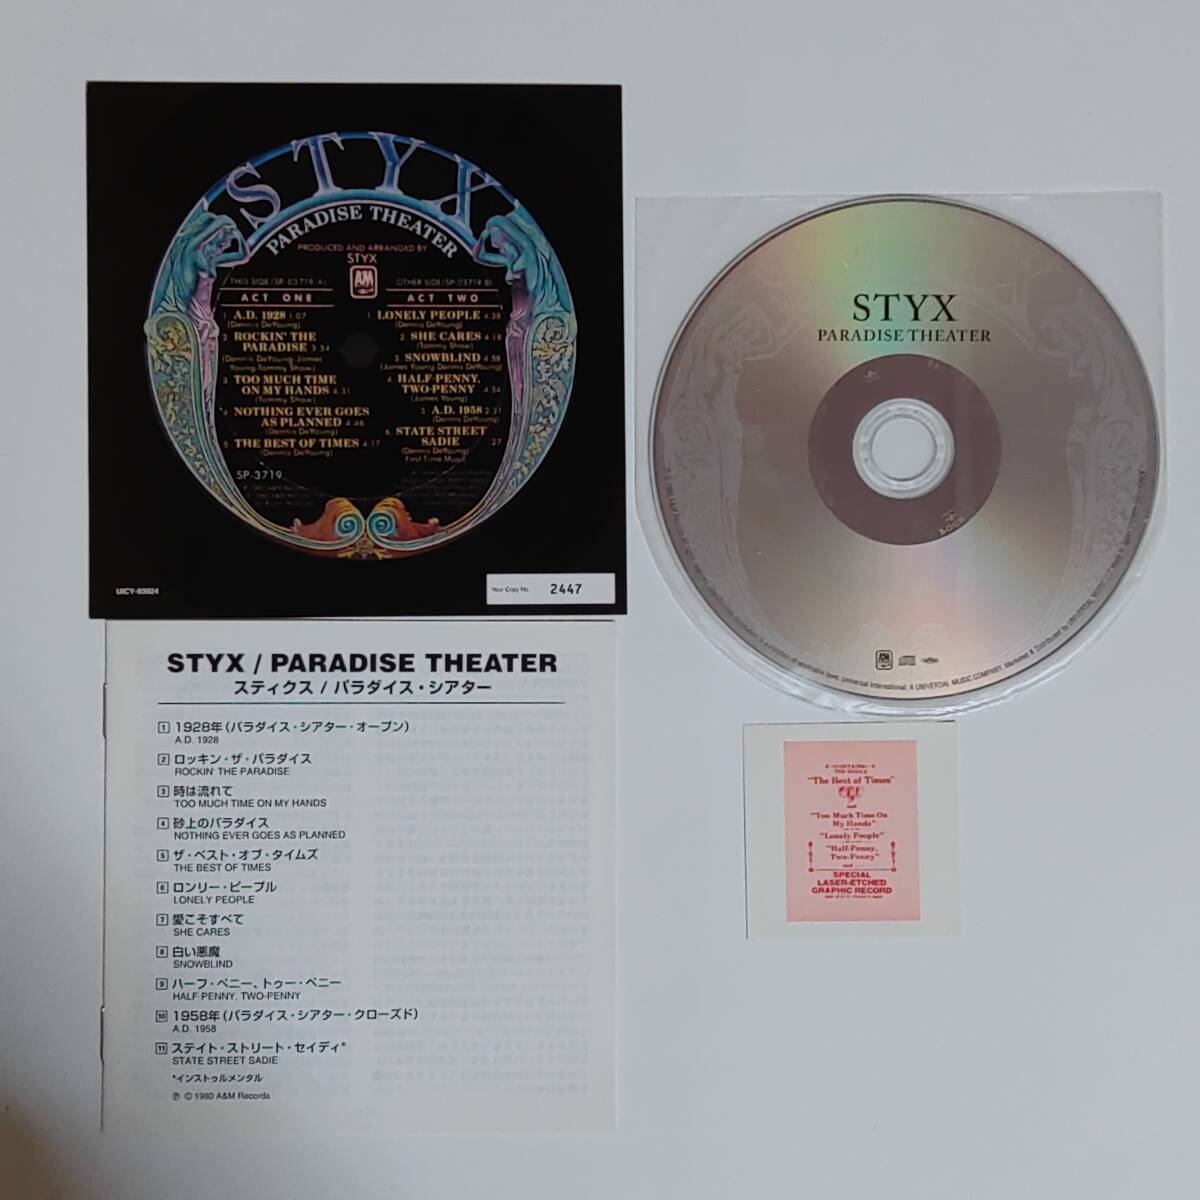 STYX
PARADISE THEATER
PRODUCED AND ARRANGED BY
STYX
A&M
THIS SIDE (SP-03719 A)
ACT ONE
1 A.D. 1928 1:07
(Dennis DeYoung)
2 ROCKIN' THE
PARADISE 3:34
(Dennis DeYoung-James
Young-Tommy Shaw)
3 TOO MUCH TIME
ON MY HANDS 4:31
(Tommy Shaw)
4 NOTHING EVER GOES
AS PLANNED 4:46
(Dennis DeYoung)
5 THE BEST OF TIMES 4:17
(Dennis DeYoung)
SP-3719
OTHER SIDE (SP-03719 B)
ACT TWO
1. LONELY PEOPLE 4:38
(Dennis DeYoung)
2. SHE CARES 4:18
(Tommy Shaw)
3. SNOWBLIND 4:58
(James Young-Dennis DeYoung)
4. HALF-PENNY,
TWO-PENNY 4:34
(James Young)
A.D. 1958 2:31
(Dennis DeYoung)
6. STATE STREET
SADIE :27
(Dennis DeYoung)
First Time Music
UICY-93924
Your Copy No. 2447
STYX
PARADISE THEATER
ROCK
A&M
STYX / PARADISE THEATER
スティクス / パラダイス・シアター
1 1928年(パラダイス・シアター・オープン)
A.D. 1928
2 ロッキン・ザ・パラダイス
ROCKIN' THE PARADISE
3 時は流れて
TOO MUCH TIME ON MY HANDS
4 砂上のパラダイス
NOTHING EVER GOES AS PLANNED
5 ザ・ベスト・オブ・タイムズ
THE BEST OF TIMES
6 ロンリー・ピープル
LONELY PEOPLE
7 愛こそすべて
SHE CARES
8 白い悪魔
SNOWBLIND
9 ハーフ・ペニー、トゥー・ペニー
HALF-PENNY, TWO-PENNY
10 1958年(パラダイス・シアター・クローズド)
A.D. 1958
11 ステイト・ストリート・セイディ*
STATE STREET SADIE
*インストゥルメンタル
℗ © 1980 A&M Records
CONTAINS
THE SINGLE
"The Best of Times"
and
"Too Much Time On
My Hands"
"Lonely People"
"Half-Penny,
Two-Penny"
and ...
SPECIAL
LASER-ETCHED
GRAPHIC RECORD